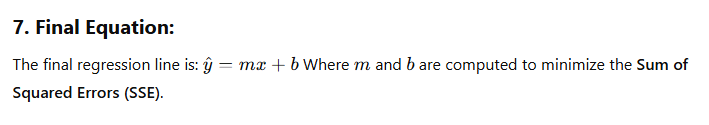 7. Final Equation:
The final regression line is: ŷ = mx + b Where m and b are computed to minimize the Sum of
Squared Errors (SSE).